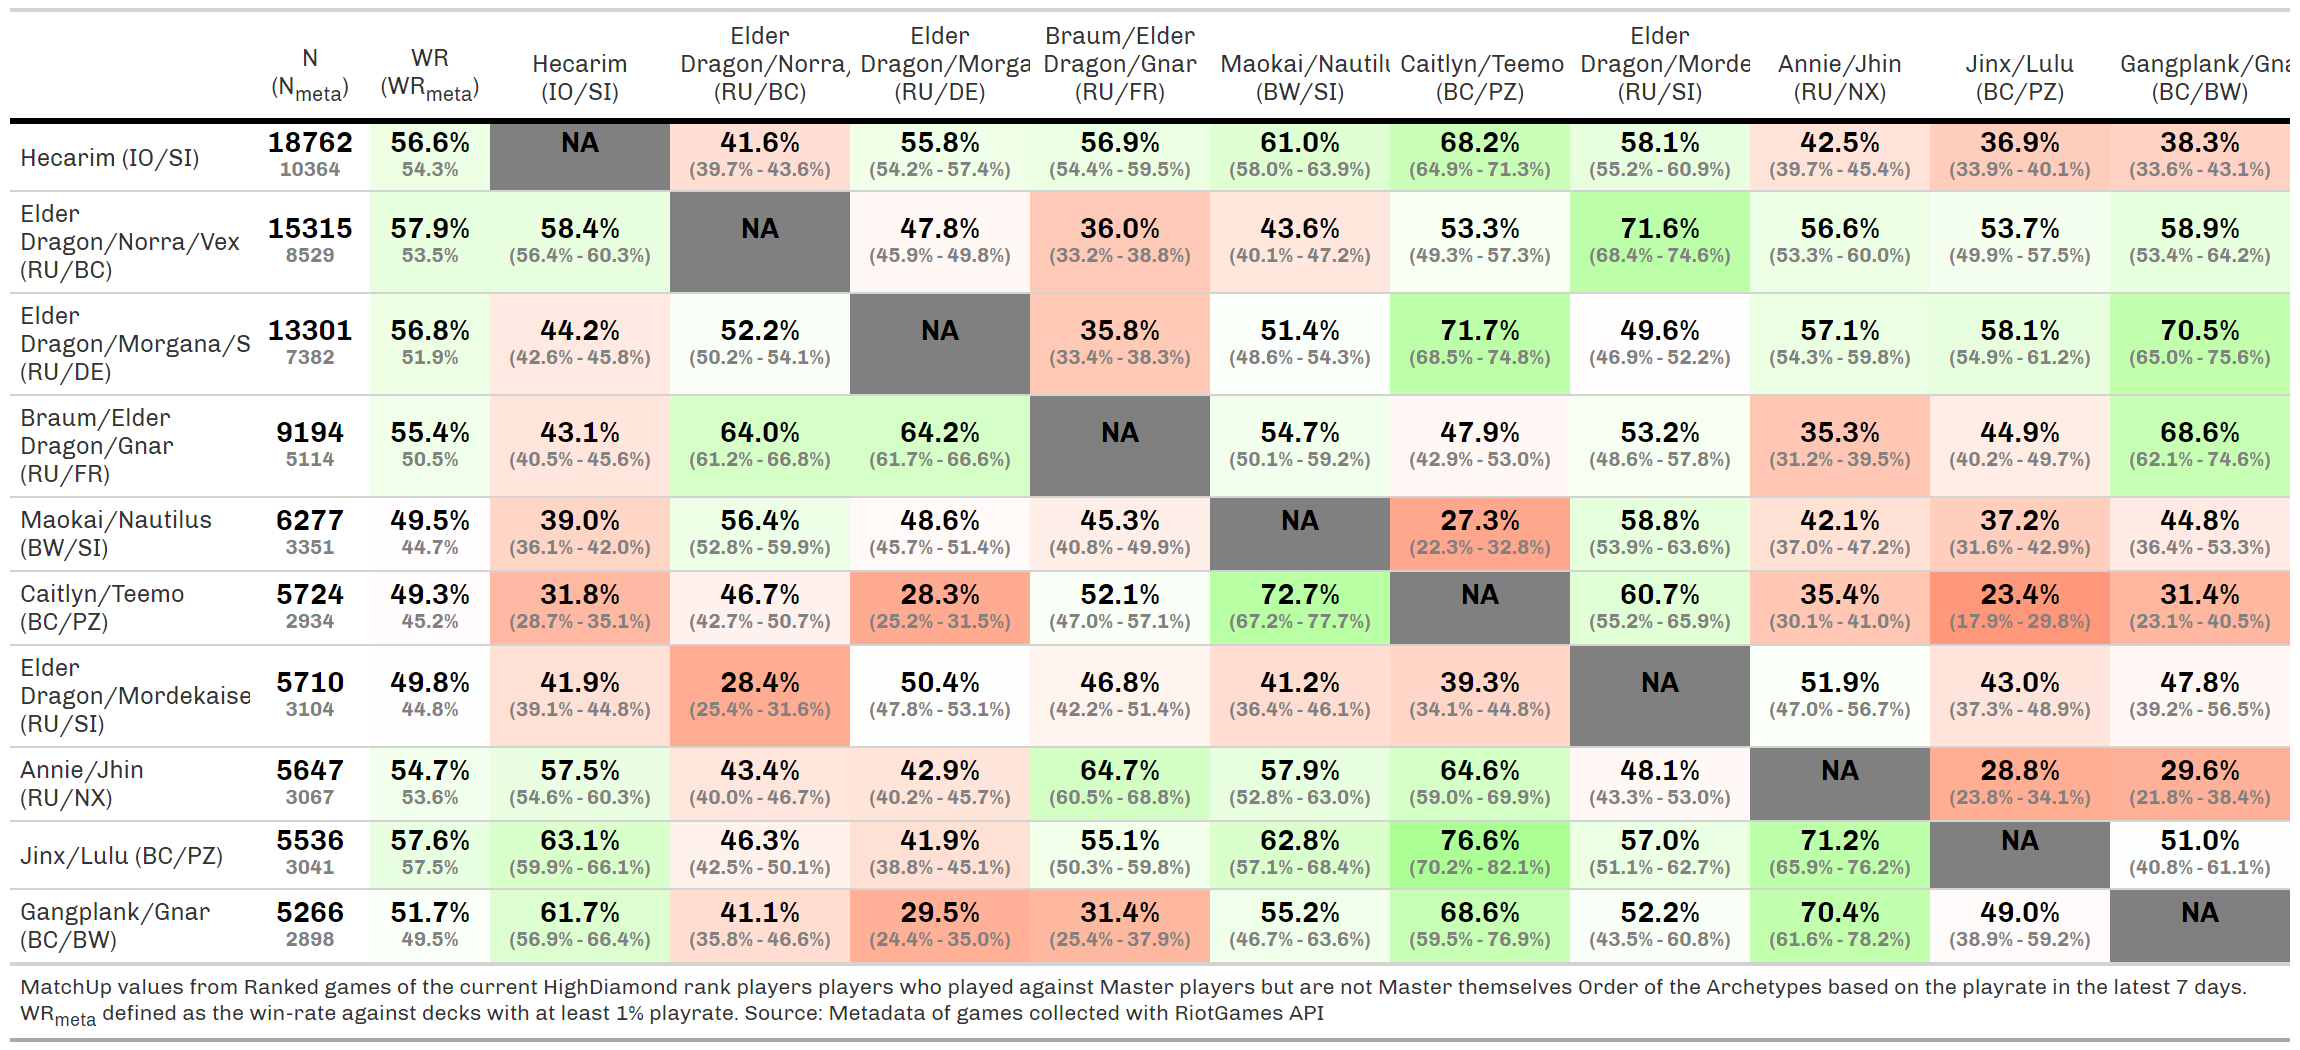 N (N_meta) WR (WR_meta) Hecarim (IO/SI) Elder Dragon/Norra, (RU/BC) Elder Dragon/Morga (RU/DE) Braum/Elder Dragon/Gnar (RU/FR) Maokai/Nautilu (BW/SI) Caitlyn/Teemo (BC/PZ) Elder Dragon/Morde (RU/SI) Annie/Jhin (RU/NX) Jinx/Lulu (BC/PZ) Gangplank/Gna (BC/BW)
Hecarim (IO/SI) 18762 56.6% NA 41.6% 55.8% 56.9% 61.0% 68.2% 58.1% 42.5% 36.9% 38.3%
10364 54.3% (39.7% - 43.6%) (54.2% - 57.4%) (54.4% - 59.5%) (58.0% - 63.9%) (64.9% - 71.3%) (55.2% - 60.9%) (39.7% - 45.4%) (33.9% - 40.1%) (33.6% - 43.1%)
Elder Dragon/Norra/Vex (RU/BC) 15315 57.9% 58.4% NA 47.8% 36.0% 43.6% 53.3% 71.6% 56.6% 53.7% 58.9%
8529 53.5% (56.4% - 60.3%) (45.9% - 49.8%) (33.2% - 38.8%) (40.1% - 47.2%) (49.3% - 57.3%) (68.4% - 74.6%) (53.3% - 60.0%) (49.9% - 57.5%) (53.4% - 64.2%)
Elder Dragon/Morgana/S (RU/DE) 13301 56.8% 44.2% 52.2% NA 35.8% 51.4% 71.7% 49.6% 57.1% 58.1% 70.5%
7382 51.9% (42.6% - 45.8%) (50.2% - 54.1%) (33.4% - 38.3%) (48.6% - 54.3%) (68.5% - 74.8%) (46.9% - 52.2%) (54.3% - 59.8%) (54.9% - 61.2%) (65.0% - 75.6%)
Braum/Elder Dragon/Gnar (RU/FR) 9194 55.4% 43.1% 64.0% 64.2% NA 54.7% 47.9% 53.2% 35.3% 44.9% 68.6%
5114 50.5% (40.5% - 45.6%) (61.2% - 66.8%) (61.7% - 66.6%) (50.1% - 59.2%) (42.9% - 53.0%) (48.6% - 57.8%) (31.2% - 39.5%) (40.2% - 49.7%) (62.1% - 74.6%)
Maokai/Nautilus (BW/SI) 6277 49.5% 39.0% 56.4% 48.6% 45.3% NA 27.3% 58.8% 42.1% 37.2% 44.8%
3351 44.7% (36.1% - 42.0%) (52.8% - 59.9%) (45.7% - 51.4%) (40.8% - 49.9%) (22.3% - 32.8%) (53.9% - 63.6%) (37.0% - 47.2%) (31.6% - 42.9%) (36.4% - 53.3%)
Caitlyn/Teemo (BC/PZ) 5724 49.3% 31.8% 46.7% 28.3% 52.1% 72.7% NA 60.7% 35.4% 23.4% 31.4%
2934 45.2% (28.7% - 35.1%) (42.7% - 50.7%) (25.2% - 31.5%) (47.0% - 57.1%) (67.2% - 77.7%) (55.2% - 65.9%) (30.1% - 41.0%) (17.9% - 29.8%) (23.1% - 40.5%)
Elder Dragon/Mordekaise (RU/SI) 5710 49.8% 41.9% 28.4% 50.4% 46.8% 41.2% 39.3% NA 51.9% 43.0% 47.8%
3104 44.8% (39.1% - 44.8%) (25.4% - 31.6%) (47.8% - 53.1%) (42.2% - 51.4%) (36.4% - 46.1%) (34.1% - 44.8%) (47.0% - 56.7%) (37.3% - 48.9%) (39.2% - 56.5%)
Annie/Jhin (RU/NX) 5647 54.7% 57.5% 43.4% 42.9% 64.7% 57.9% 64.6% 48.1% NA 28.8% 29.6%
3067 53.6% (54.6% - 60.3%) (40.0% - 46.7%) (40.2% - 45.7%) (60.5% - 68.8%) (52.8% - 63.0%) (59.0% - 69.9%) (43.3% - 53.0%) (23.8% - 34.1%) (21.8% - 38.4%)
Jinx/Lulu (BC/PZ) 5536 57.6% 63.1% 46.3% 41.9% 55.1% 62.8% 76.6% 57.0% 71.2% NA 51.0%
3041 57.5% (59.9% - 66.1%) (42.5% - 50.1%) (38.8% - 45.1%) (50.3% - 59.8%) (57.1% - 68.4%) (70.2% - 82.1%) (51.1% - 62.7%) (65.9% - 76.2%) (40.8% - 61.1%)
Gangplank/Gnar (BC/BW) 5266 51.7% 61.7% 41.1% 29.5% 31.4% 55.2% 68.6% 52.2% 70.4% 49.0% NA
2898 49.5% (56.9% - 66.4%) (35.8% - 46.6%) (24.4% - 35.0%) (25.4% - 37.9%) (46.7% - 63.6%) (59.5% - 76.9%) (43.5% - 60.8%) (61.6% - 78.2%) (38.9% - 59.2%)
MatchUp values from Ranked games of the current HighDiamond rank players players who played against Master players but are not Master themselves Order of the Archetypes based on the playrate in the latest 7 days.
WR_meta defined as the win-rate against decks with at least 1% playrate. Source: Metadata of games collected with RiotGames API